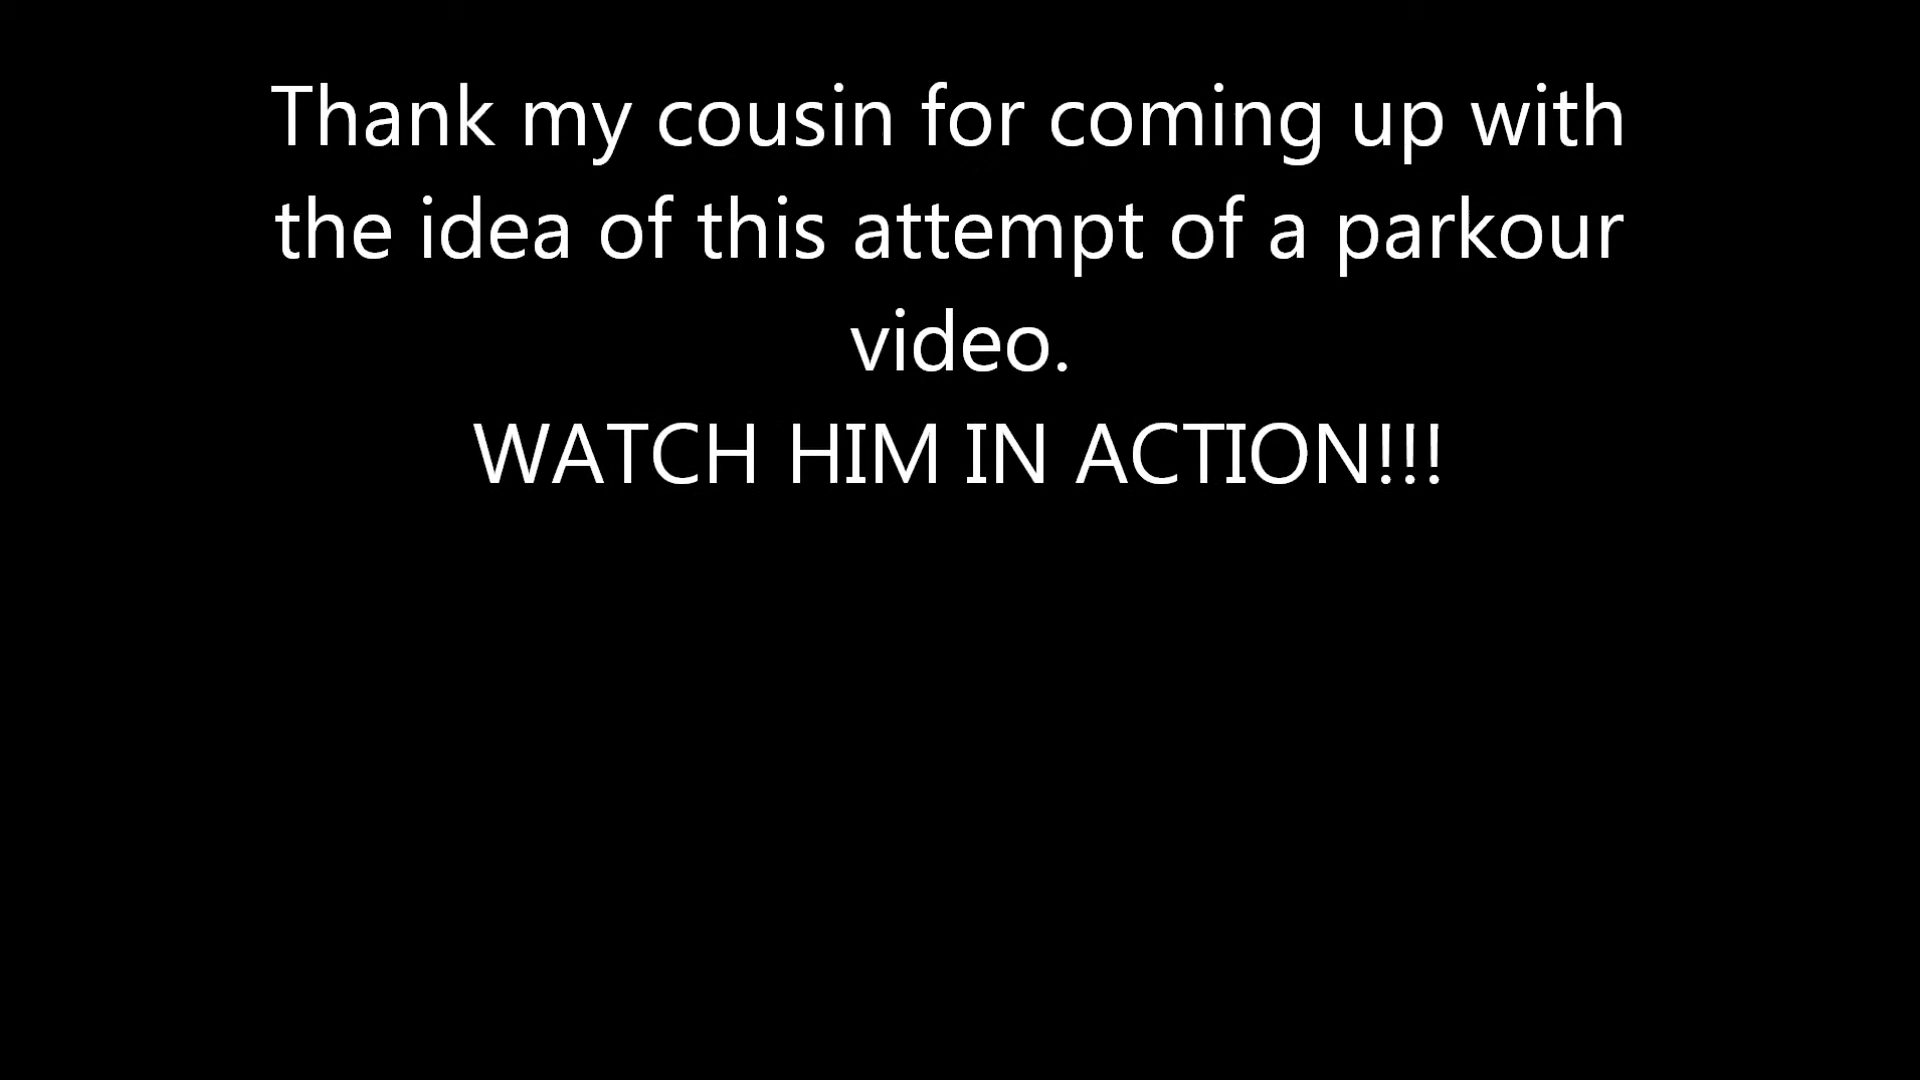 Thank my cousin for coming up with
the idea of this attempt of a parkour
video.
WATCH HIM IN ACTION!!!